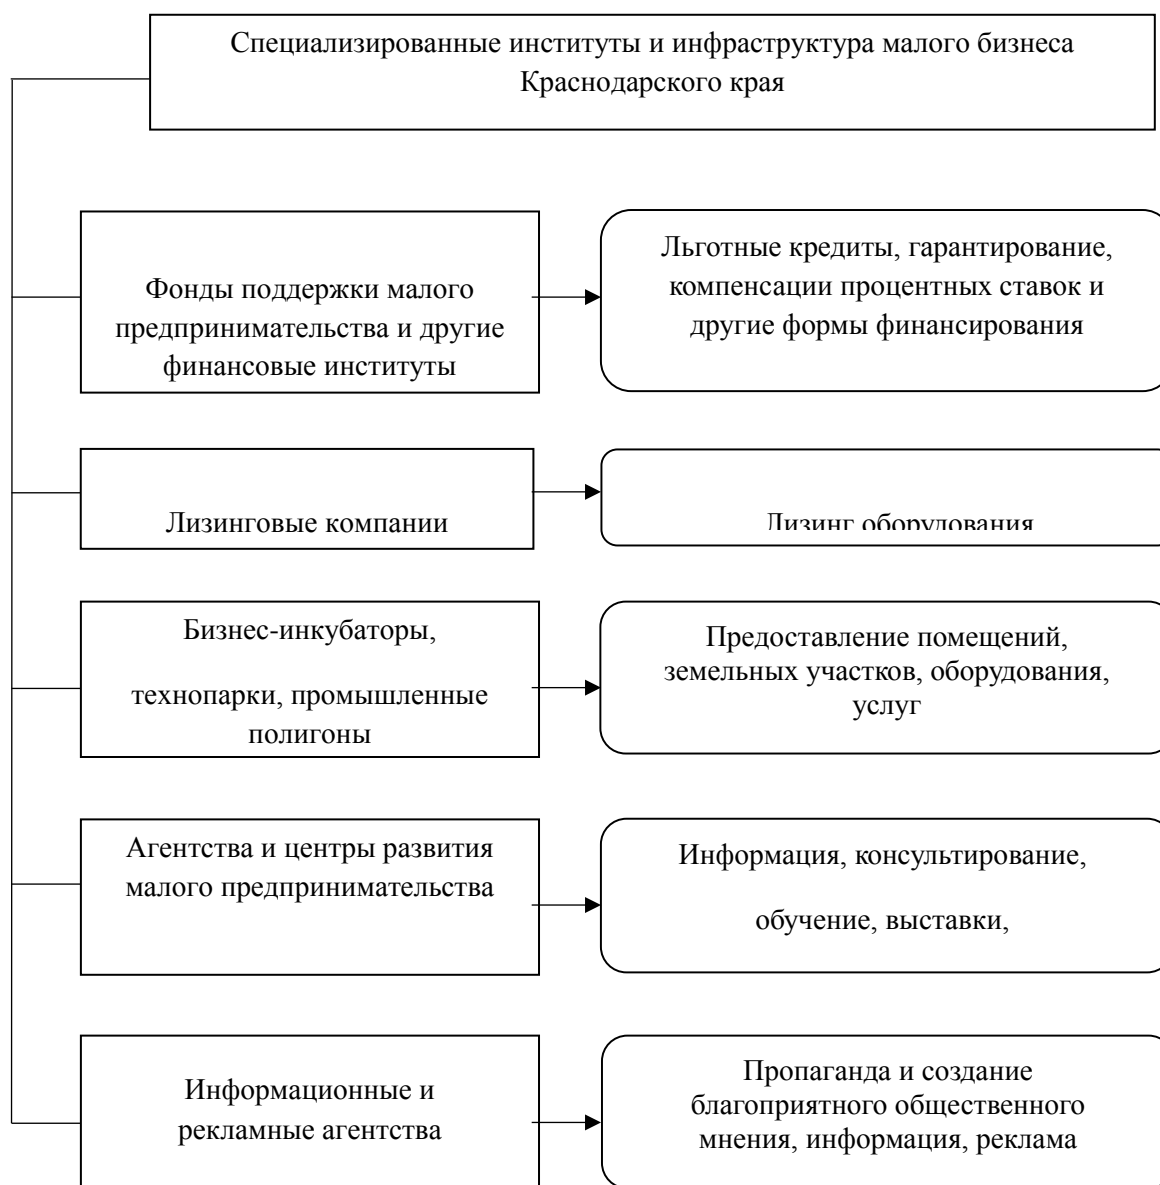 Специализированные институты и инфраструктура малого бизнеса
Краснодарского края
Фонды поддержки малого
предпринимательства и другие
финансовые институты
Льготные кредиты, гарантирование,
компенсации процентных ставок и
другие формы финансирования
Лизинговые компании
Лизинг оборудования
Бизнес-инкубаторы,
технопарки, промышленные
полигоны
Предоставление помещений,
земельных участков, оборудования,
услуг
Агентства и центры развития
малого предпринимательства
Информация, консультирование,
обучение, выставки,
Информационные и
рекламные агентства
Пропаганда и создание
благоприятного общественного
мнения, информация, реклама